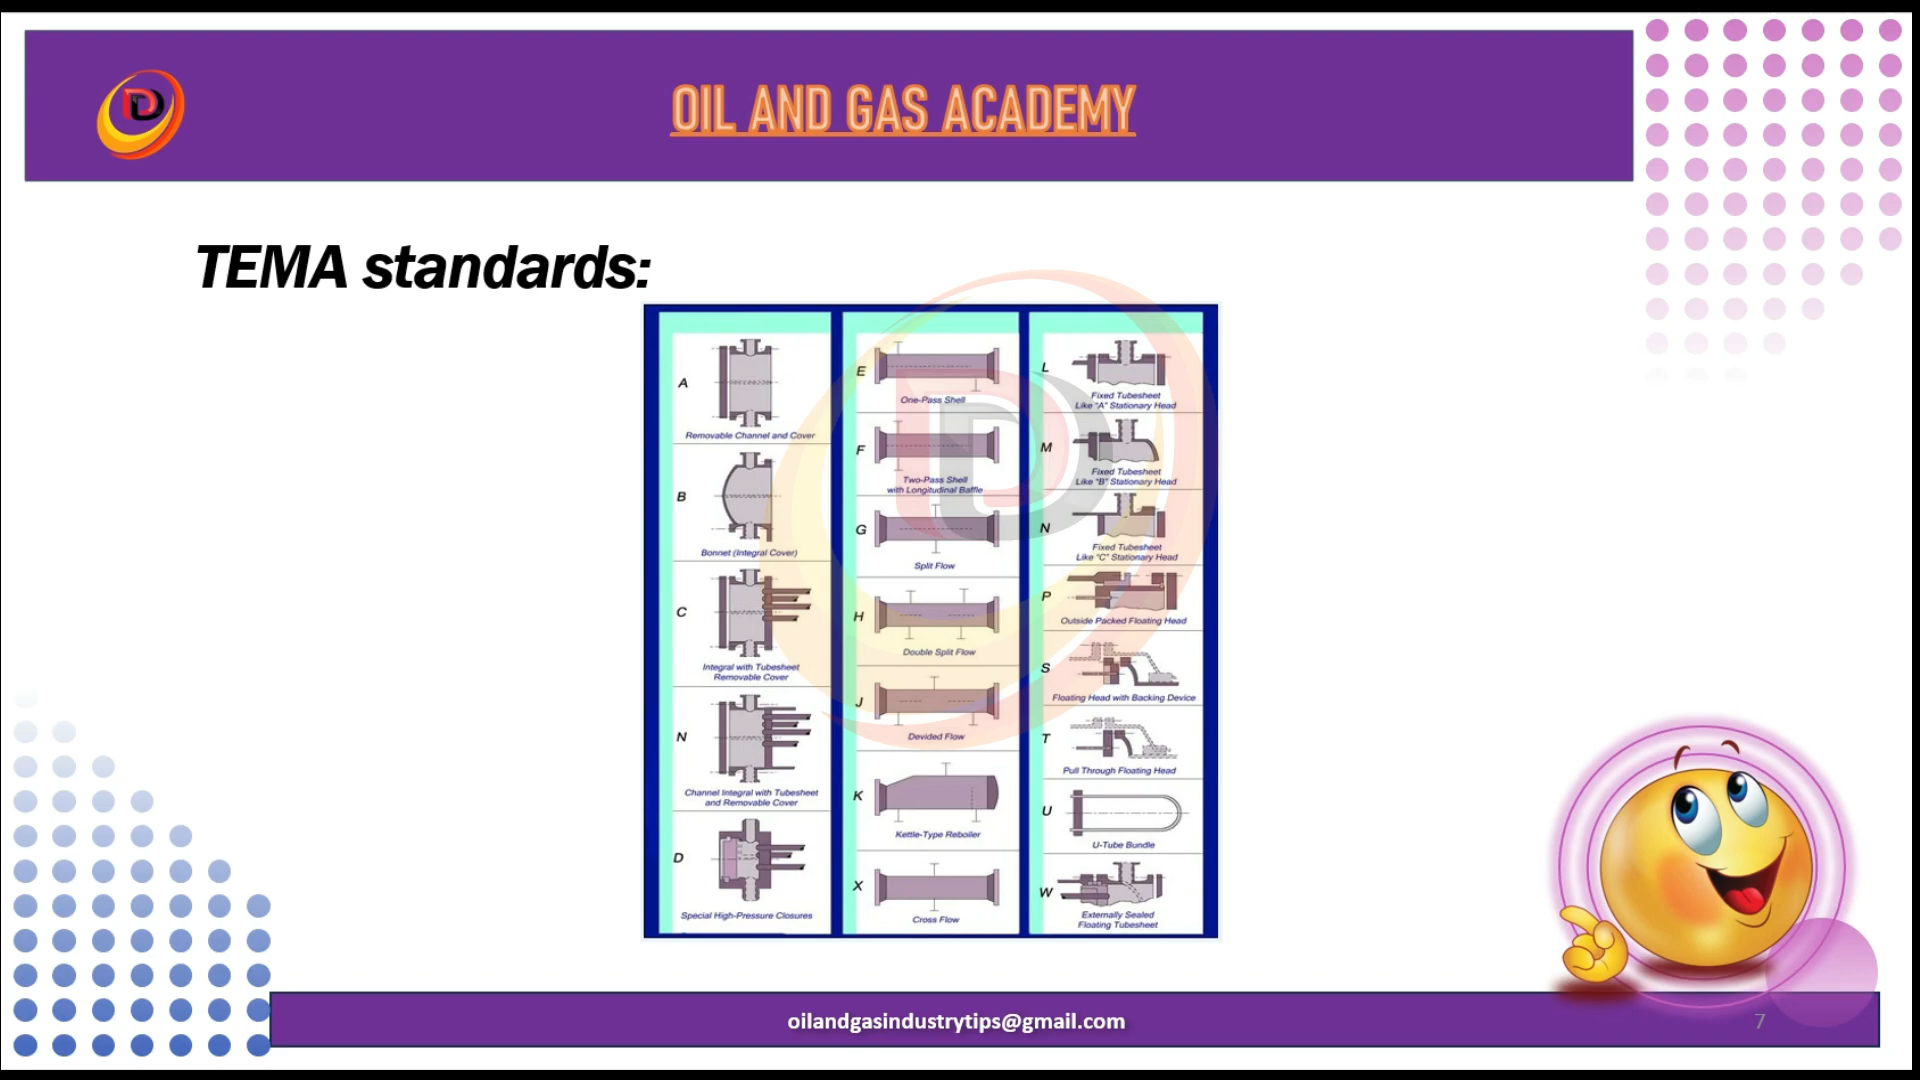 D
OIL AND GAS ACADEMY
TEMA standards:
A
Removable Channel and Cover
B
Bonnet (Integral Cover)
C
Integral with Tubesheet
Removable Cover
N
Channel Integral with Tubesheet
and Removable Cover
D
Special High-Pressure Closures
E
One-Pass Shell
F
Two-Pass Shell
with Longitudinal Baffle
G
Split Flow
H
Double Split Flow
J
Devided Flow
K
Kettle-Type Reboiler
X
Cross Flow
L
Fixed Tubesheet
Like "A" Stationary Head
M
Fixed Tubesheet
Like "B" Stationary Head
N
Fixed Tubesheet
Like "C" Stationary Head
P
Outside Packed Floating Head
S
Floating Head with Backing Device
T
Pull Through Floating Head
U
U-Tube Bundle
W
Externally Sealed
Floating Tubesheet
oilandgasindustrytips@gmail.com
7